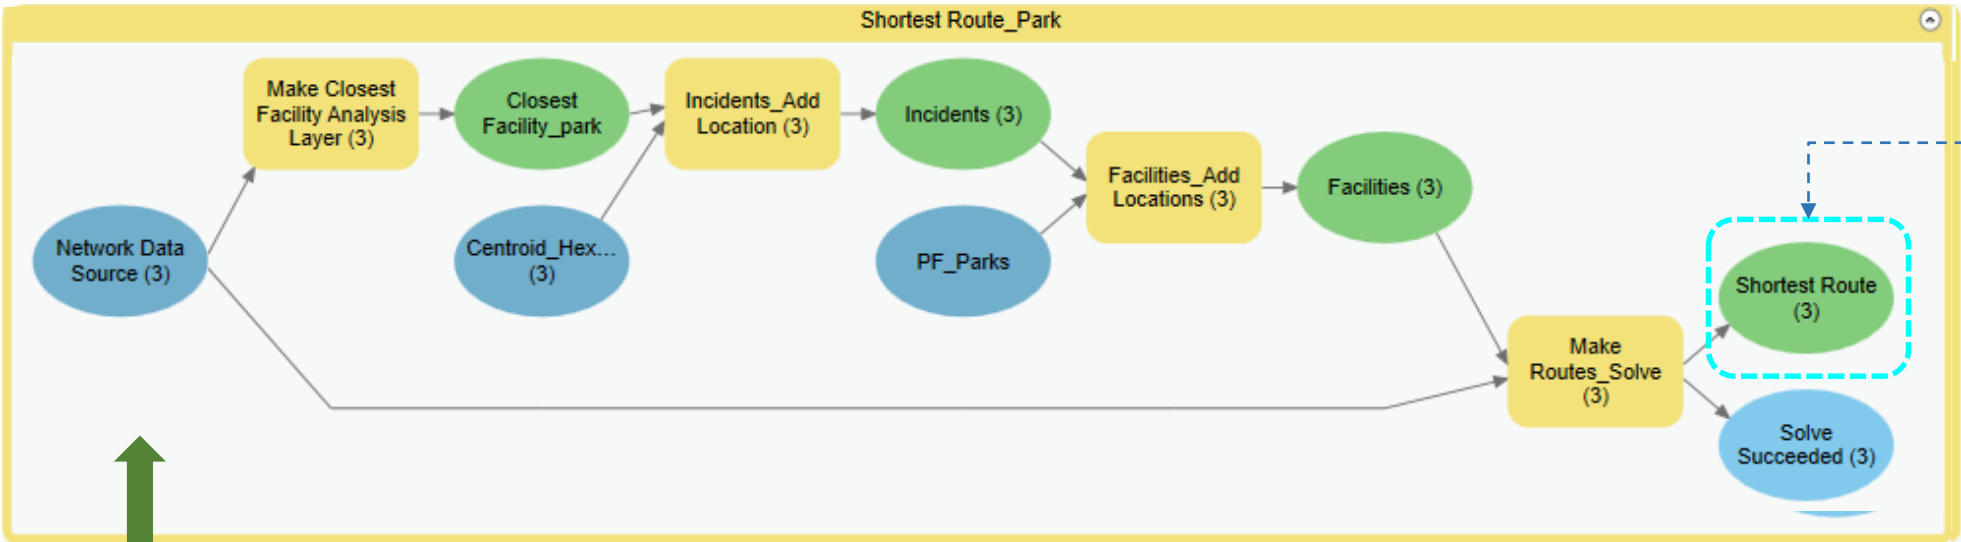 Shortest Route_Park
Make Closest
Facility Analysis
Layer (3)
Closest
Facility_park
Incidents_Add
Location (3)
Incidents (3)
Facilities_Add
Locations (3)
Facilities (3)
Network Data
Source (3)
Centroid_Hex...
(3)
PF_Parks
Shortest Route
(3)
Make
Routes_Solve
(3)
Solve
Succeeded (3)